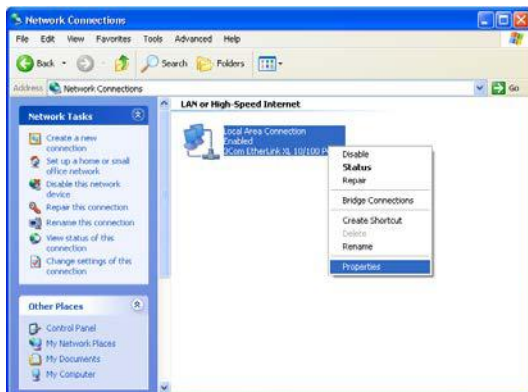 Network Connections
File Edit View Favorites Tools Advanced Help
Back Search Folders
Address Network Connections Go
Network Tasks
Create a new
connection
Set up a home or small
office network
Disable this network
device
Repair this connection
Rename this connection
View status of this
connection
Change settings of this
connection
Other Places
Control Panel
My Network Places
My Documents
My Computer
LAN or High-Speed Internet
Local Area Connection
Enabled
3Com EtherLink XL 10/100 P
Disable
Status
Repair
Bridge Connections
Create Shortcut
Delete
Rename
Properties